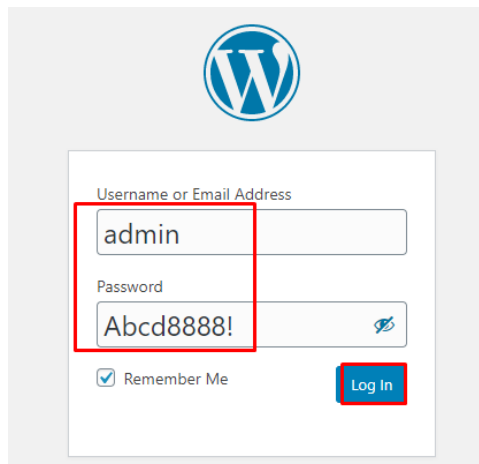 Username or Email Address
admin
Password
Abcd8888!
Remember Me
Log In